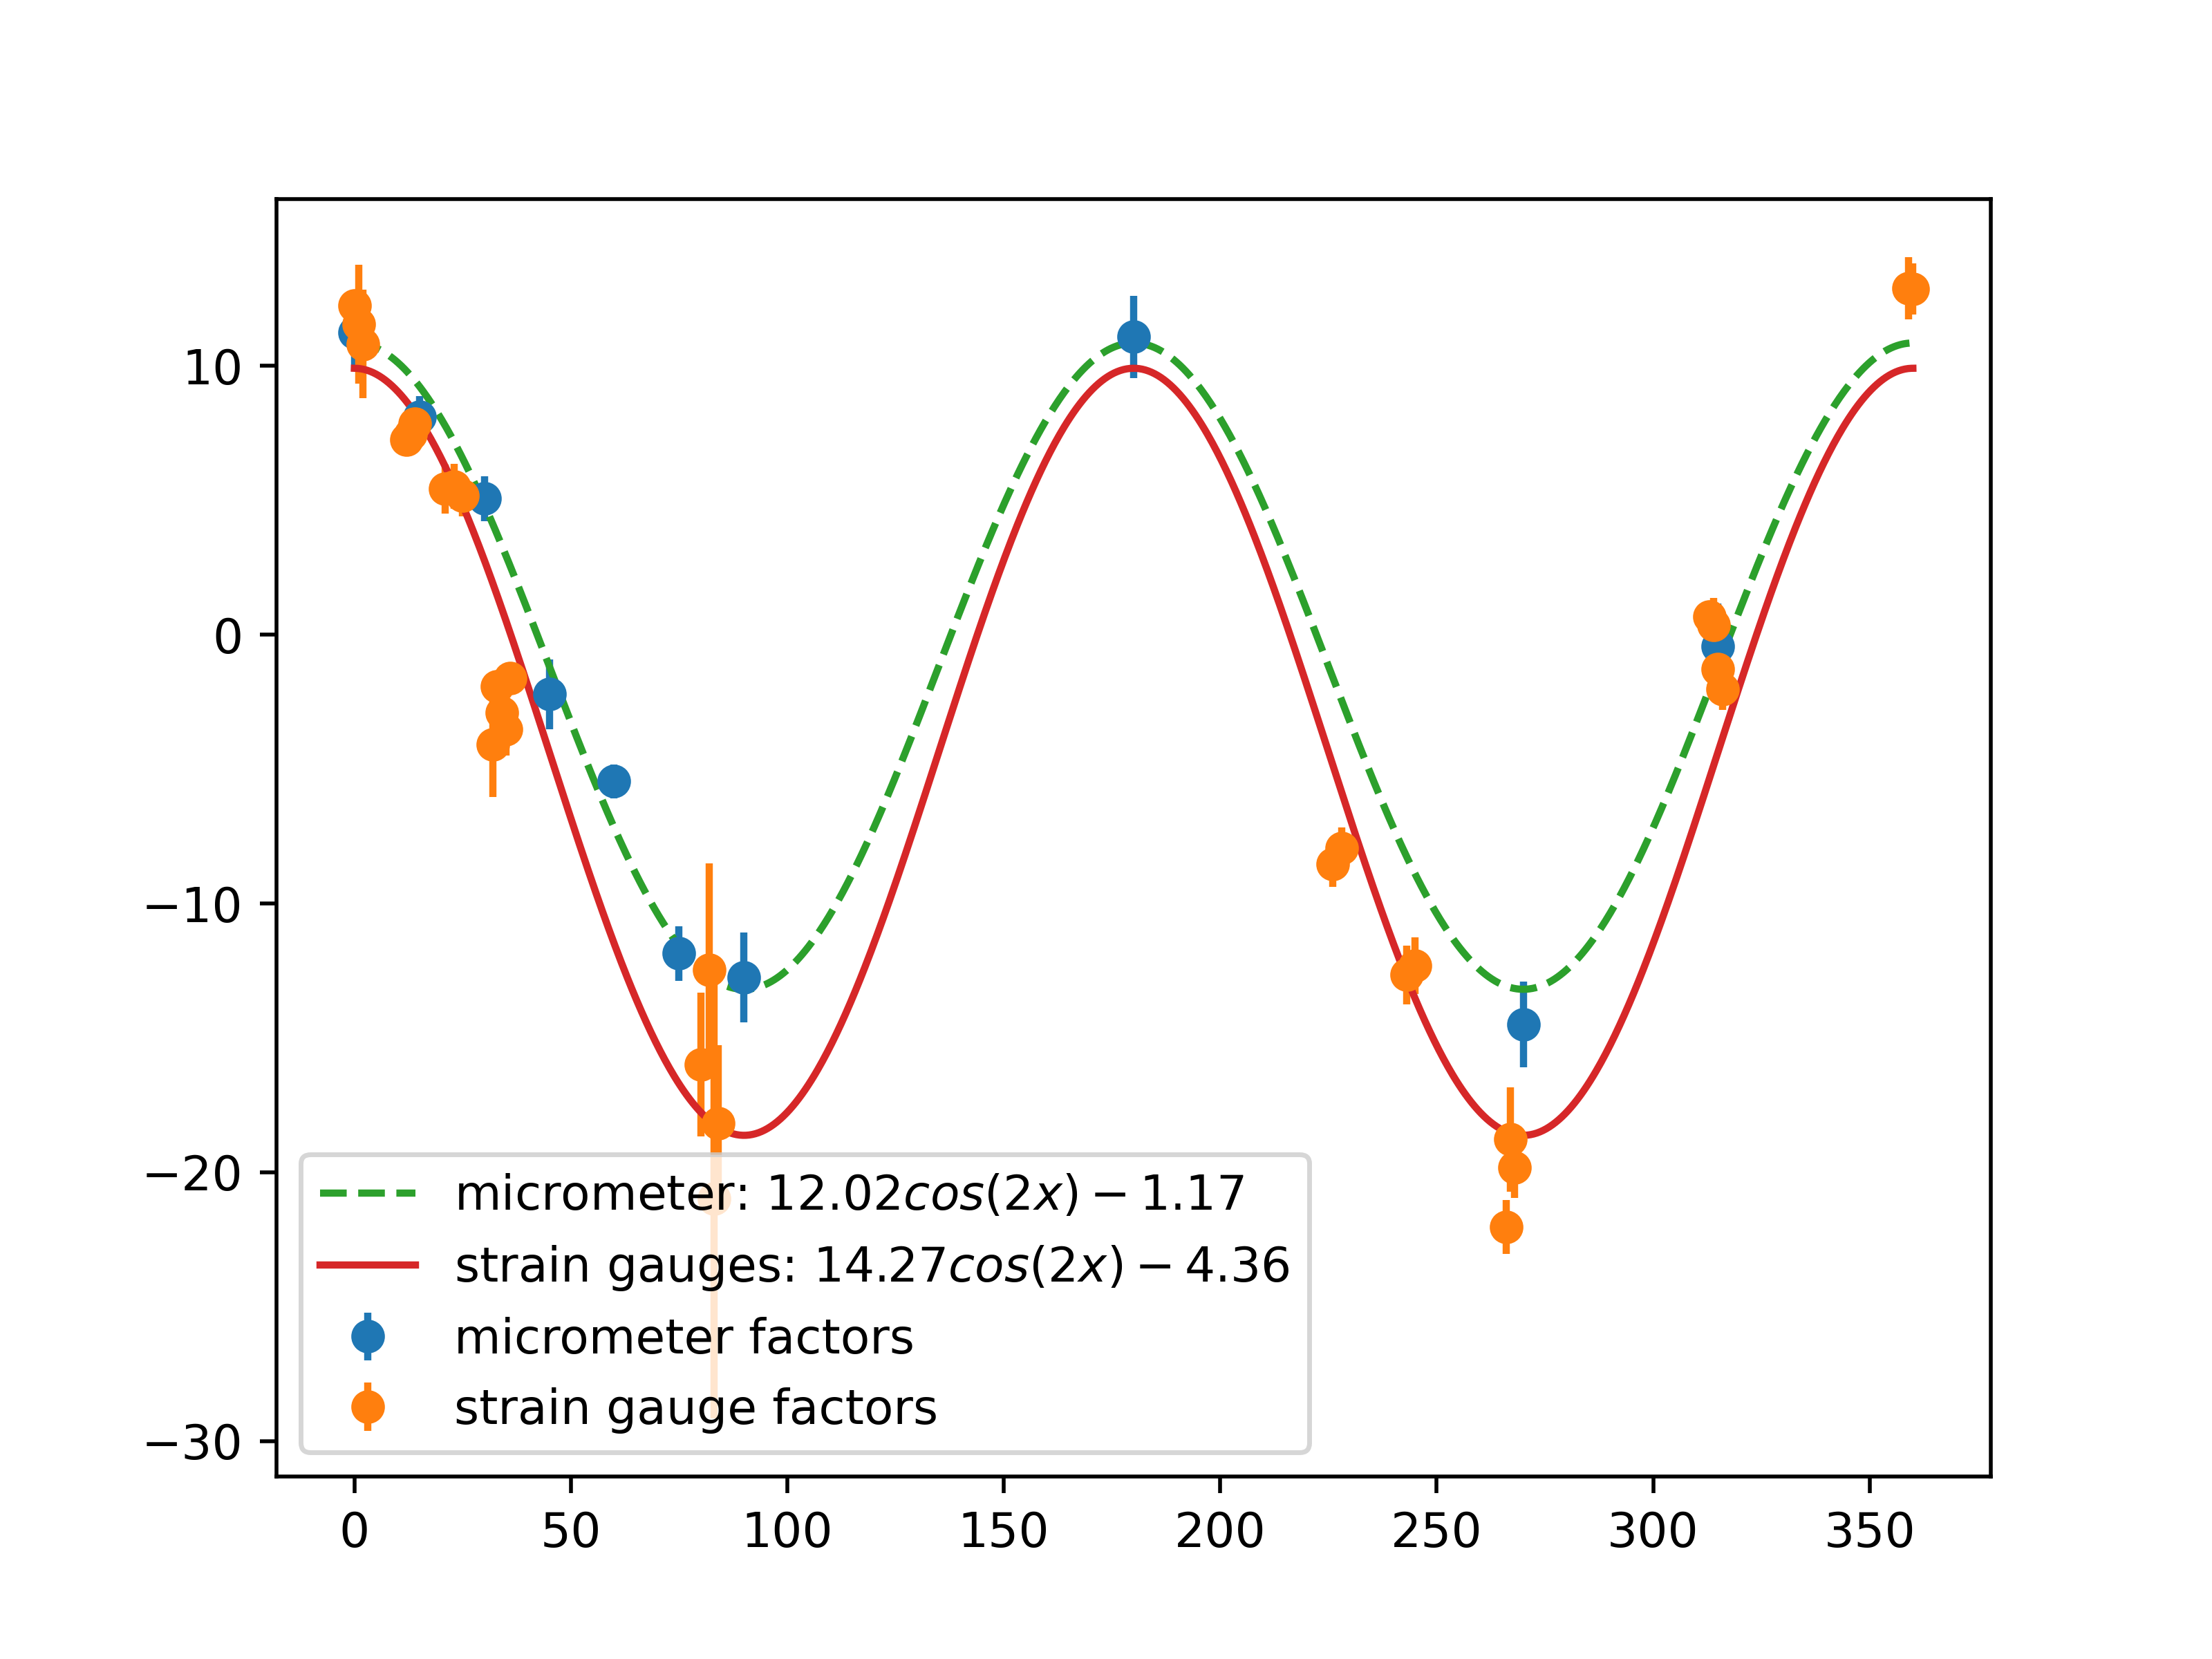 10
0
−10
−20
−30
micrometer: 12.02cos(2x) − 1.17
strain gauges: 14.27cos(2x) − 4.36
micrometer factors
strain gauge factors
0 50 100 150 200 250 300 350